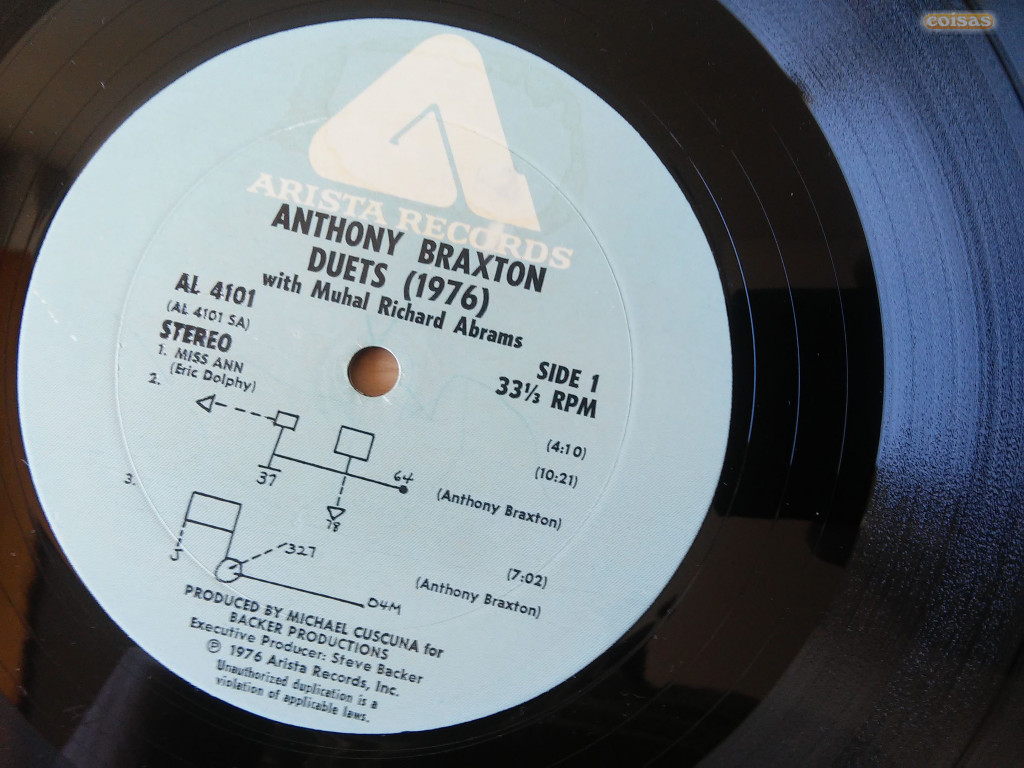 coisas
ARISTA RECORDS
ANTHONY BRAXTON
DUETS (1976)
with Muhal Richard Abrams
AL 4101
(AL 4101 SA)
STEREO
SIDE 1
33⅓ RPM
1. MISS ANN
(Eric Dolphy)
(4:10)
2.
(10:21)
37
64
78
(Anthony Braxton)
3.
J
327
04M
(7:02)
(Anthony Braxton)
PRODUCED BY MICHAEL CUSCUNA for
BACKER PRODUCTIONS
Executive Producer: Steve Backer
℗ 1976 Arista Records, Inc.
Unauthorized duplication is a
violation of applicable laws.